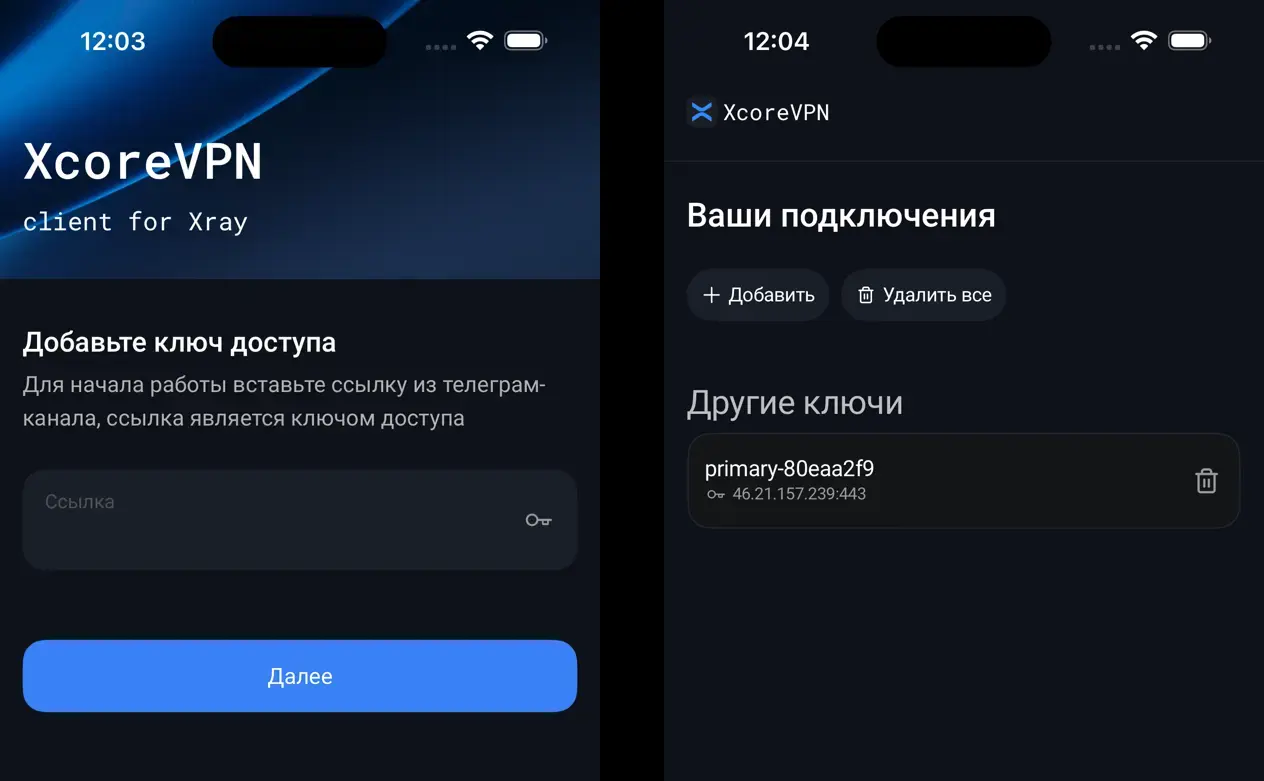 12:03
XcoreVPN
client for Xray
Добавьте ключ доступа
Для начала работы вставьте ссылку из телеграм-
канала, ссылка является ключом доступа
Ссылка
Далее
12:04
XcoreVPN
Ваши подключения
Добавить
Удалить все
Другие ключи
primary-80eaa2f9
46.21.157.239:443